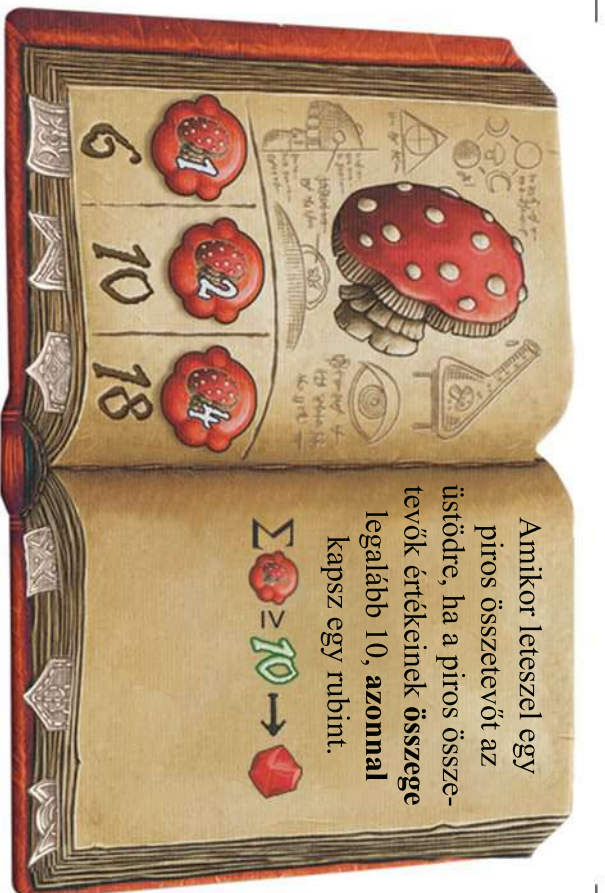 1 2 4
6 10 18
Amikor leteszel egy
piros összetevőt az
üstödre, ha a piros össze-
tevők értékeinek összege
legalább 10, azonnal
kapsz egy rubint.
Σ ≥ 10 →